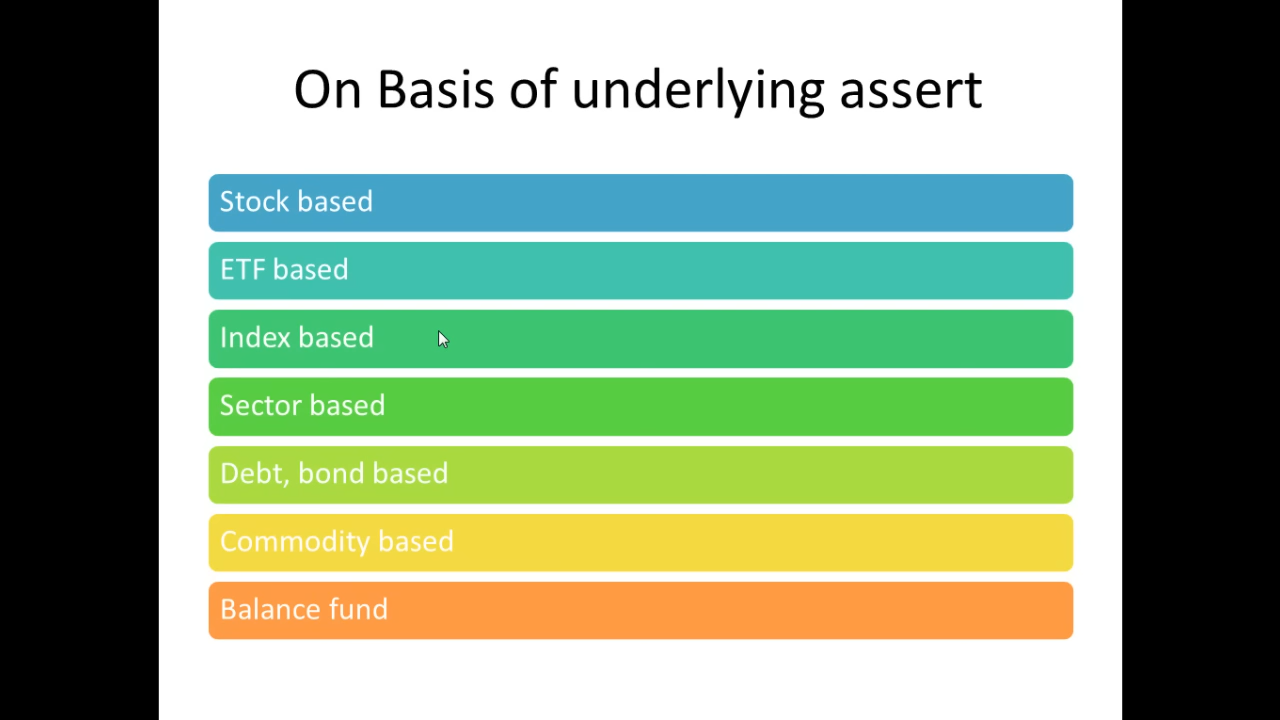 On Basis of underlying assert
Stock based
ETF based
Index based
Sector based
Debt, bond based
Commodity based
Balance fund